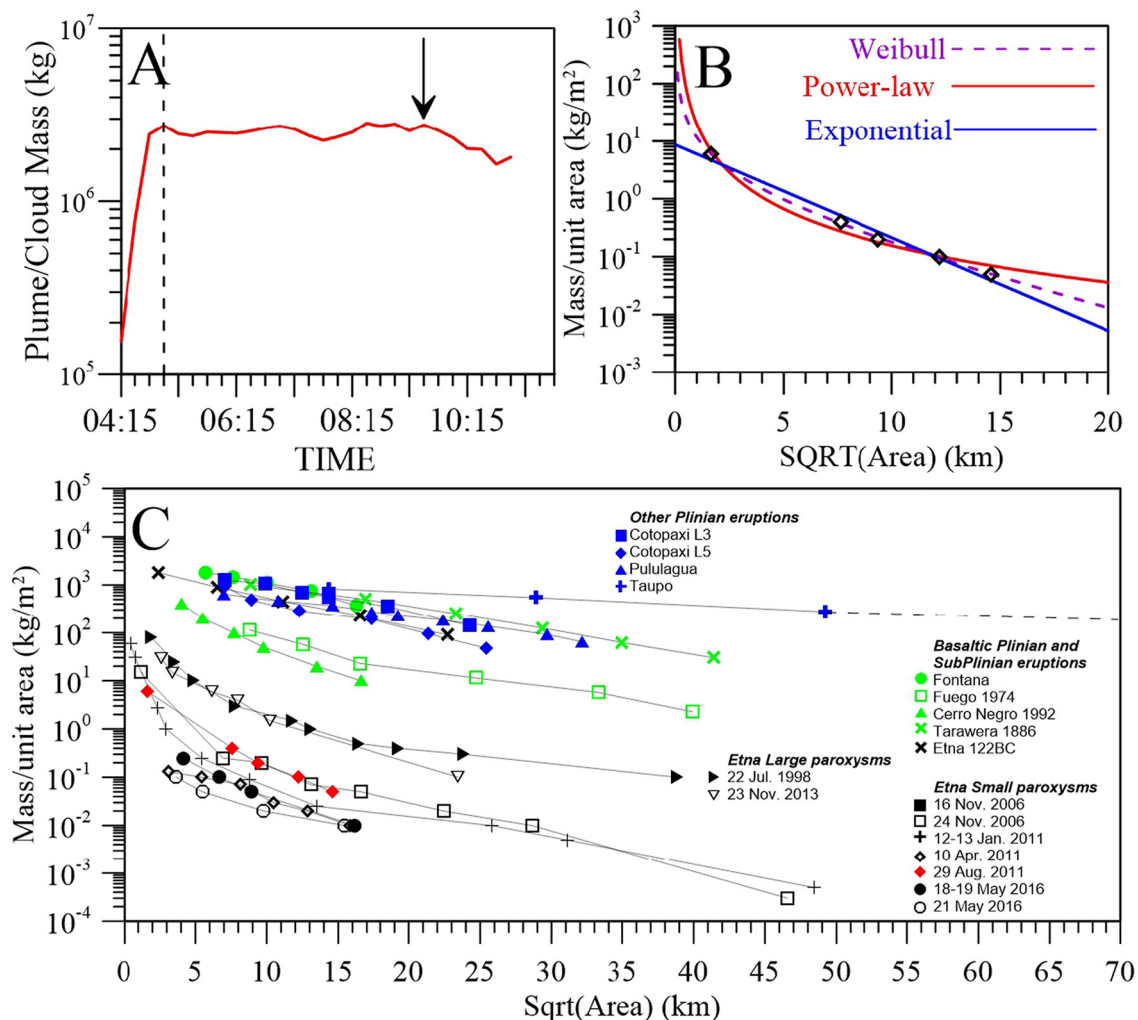 A
Plume/Cloud Mass (kg)
10^7
10^6
10^5
04:15 06:15 08:15 10:15
TIME
B
Mass/unit area (kg/m^2)
10^3
10^2
10^1
10^0
10^-1
10^-2
10^-3
Weibull
Power-law
Exponential
0 5 10 15 20
SQRT(Area) (km)
C
Mass/unit area (kg/m^2)
10^5
10^4
10^3
10^2
10^1
10^0
10^-1
10^-2
10^-3
10^-4
Other Plinian eruptions
Cotopaxi L3
Cotopaxi L5
Pululagua
Taupo
Basaltic Plinian and
SubPlinian eruptions
Fontana
Fuego 1974
Cerro Negro 1992
Tarawera 1886
Etna 122BC
Etna Large paroxysms
22 Jul. 1998
23 Nov. 2013
Etna Small paroxysms
16 Nov. 2006
24 Nov. 2006
12-13 Jan. 2011
10 Apr. 2011
29 Aug. 2011
18-19 May 2016
21 May 2016
0 5 10 15 20 25 30 35 40 45 50 55 60 65 70
Sqrt(Area) (km)